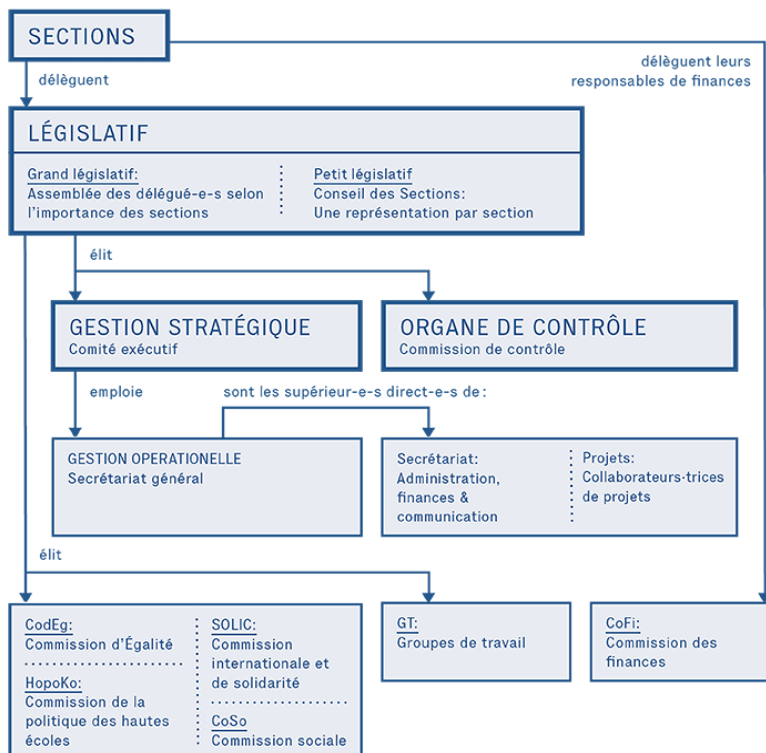 SECTIONS
délèguent
délèguent leurs
responsables de finances
LÉGISLATIF
Grand législatif:
Assemblée des délégué-e-s selon
l'importance des sections
Petit législatif
Conseil des Sections:
Une représentation par section
élit
GESTION STRATÉGIQUE
Comité exécutif
ORGANE DE CONTRÔLE
Commission de contrôle
emploie
sont les supérieur-e-s direct-e-s de:
GESTION OPERATIONELLE
Secrétariat général
Secrétariat:
Administration,
finances &
communication
Projets:
Collaborateurs·trices
de projets
élit
CodEg:
Commission d'Égalité
HopoKo:
Commission de la
politique des hautes
écoles
SOLIC:
Commission
internationale et
de solidarité
CoSo
Commission sociale
GT:
Groupes de travail
CoFi:
Commission des
finances